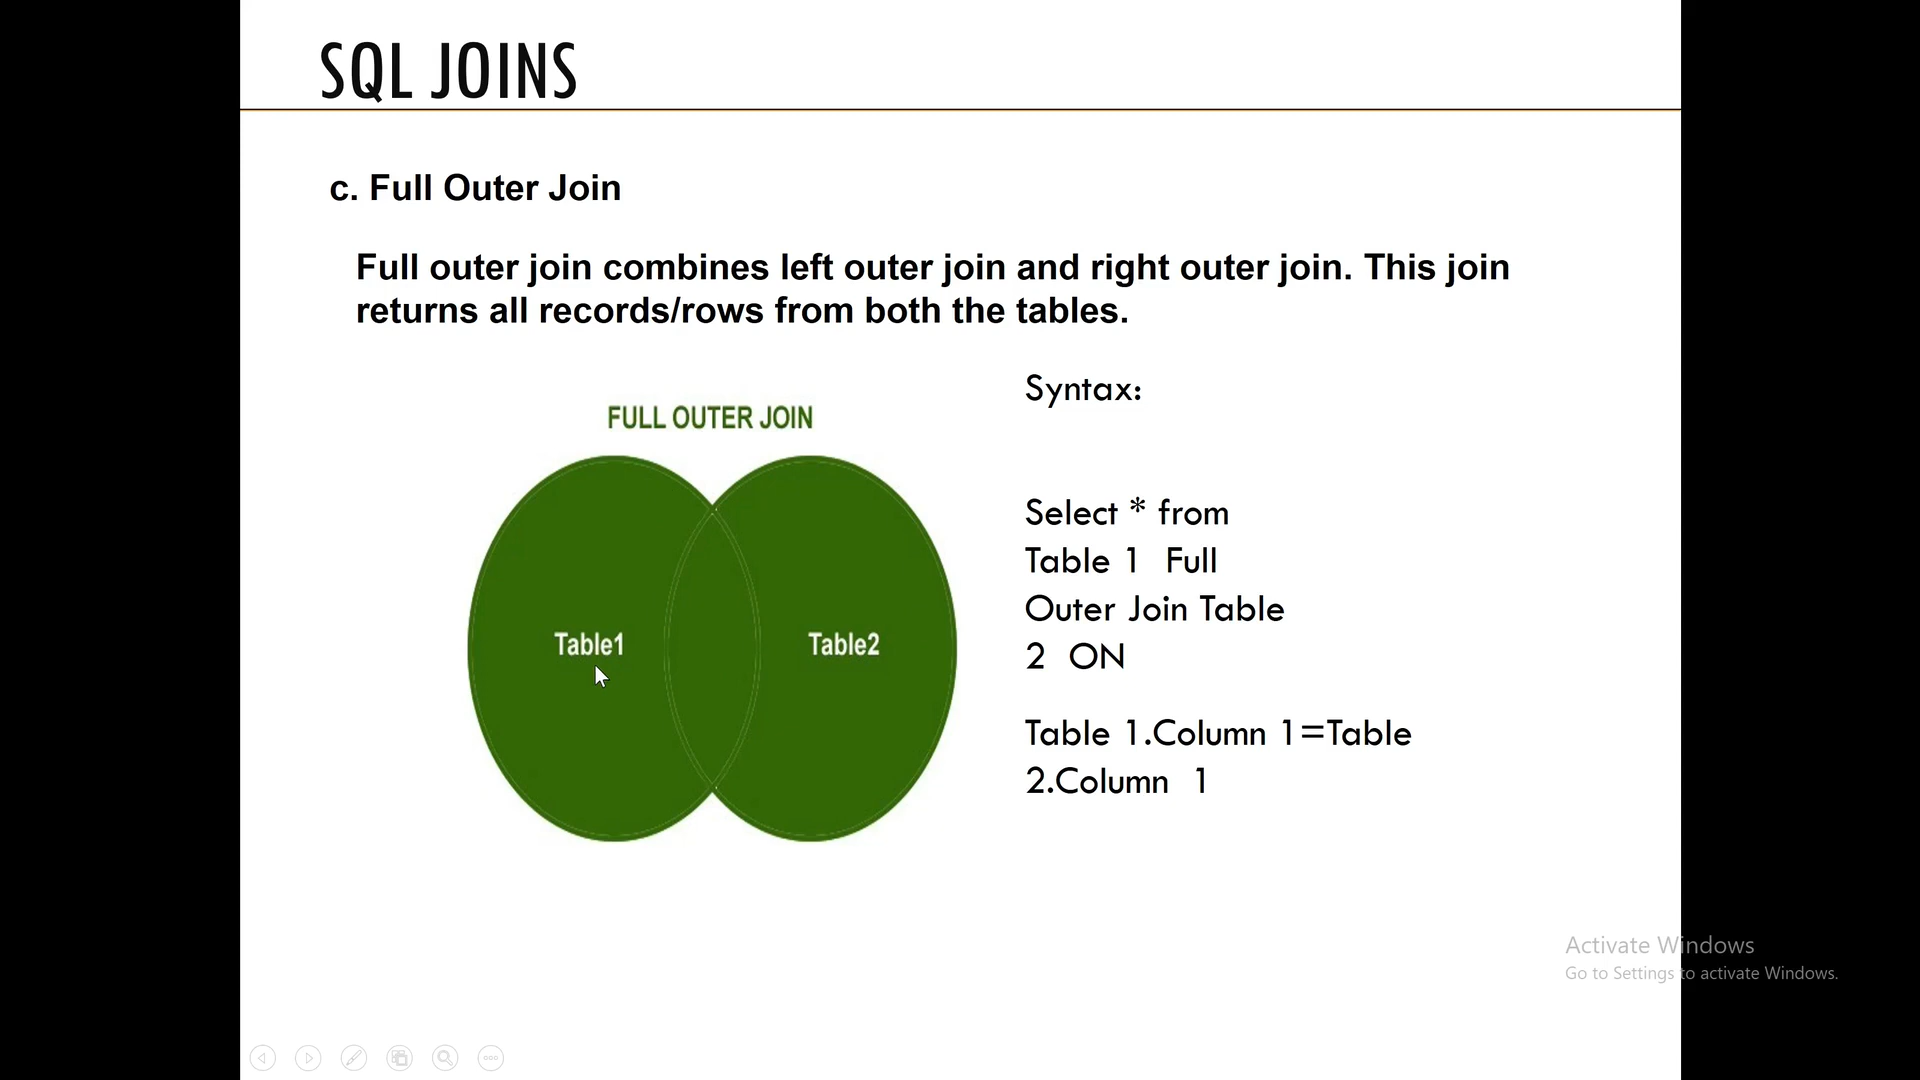 SQL JOINS
c. Full Outer Join
Full outer join combines left outer join and right outer join. This join
returns all records/rows from both the tables.
FULL OUTER JOIN
Table1
Table2
Syntax:
Select * from
Table 1 Full
Outer Join Table
2 ON
Table 1.Column 1=Table
2.Column 1
Activate Windows
Go to Settings to activate Windows.